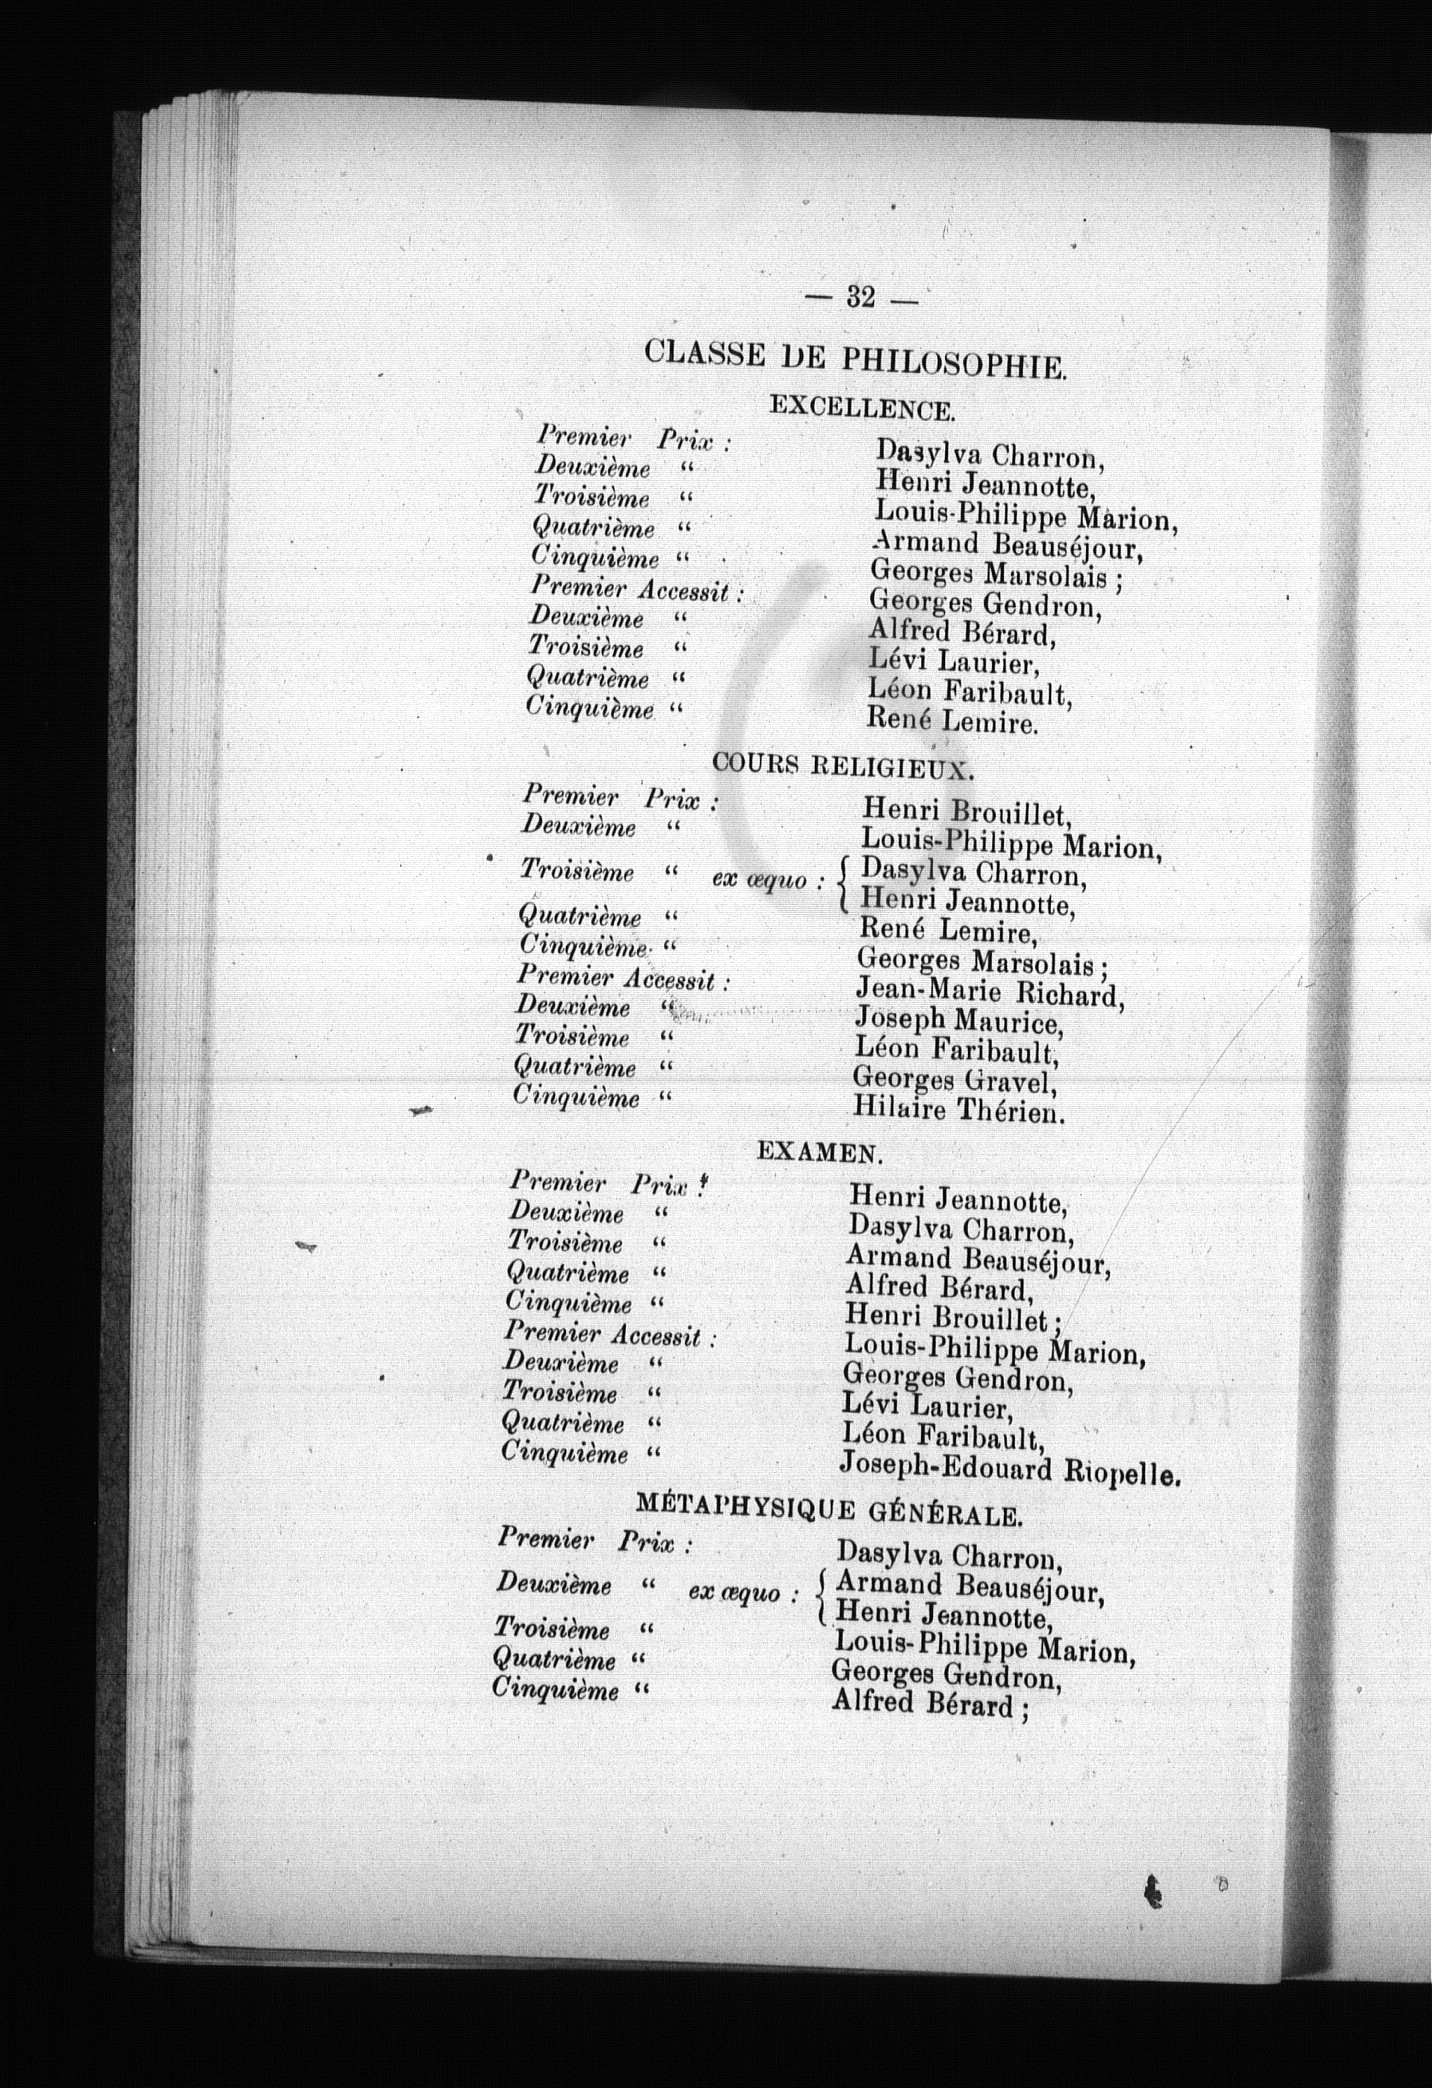 — 32 —
CLASSE DE PHILOSOPHIE.
EXCELLENCE.
Premier Prix : Dasylva Charron,
Deuxième “ Henri Jeannotte,
Troisième “ Louis-Philippe Marion,
Quatrième “ Armand Beauséjour,
Cinquième “ Georges Marsolais ;
Premier Accessit : Georges Gendron,
Deuxième “ Alfred Bérard,
Troisième “ Lévi Laurier,
Quatrième “ Léon Faribault,
Cinquième “ René Lemire.
COURS RELIGIEUX.
Premier Prix : Henri Brouillet,
Deuxième “ Louis-Philippe Marion,
Troisième “ ex æquo : { Dasylva Charron,
Henri Jeannotte,
Quatrième “ René Lemire,
Cinquième “ Georges Marsolais ;
Premier Accessit : Jean-Marie Richard,
Deuxième “ Joseph Maurice,
Troisième “ Léon Faribault,
Quatrième “ Georges Gravel,
Cinquième “ Hilaire Thérien.
EXAMEN.
Premier Prix : Henri Jeannotte,
Deuxième “ Dasylva Charron,
Troisième “ Armand Beauséjour,
Quatrième “ Alfred Bérard,
Cinquième “ Henri Brouillet ;
Premier Accessit : Louis-Philippe Marion,
Deuxième “ Georges Gendron,
Troisième “ Lévi Laurier,
Quatrième “ Léon Faribault,
Cinquième “ Joseph-Edouard Riopelle.
MÉTAPHYSIQUE GÉNÉRALE.
Premier Prix : Dasylva Charron,
Deuxième “ ex æquo : { Armand Beauséjour,
Henri Jeannotte,
Troisième “ Louis-Philippe Marion,
Quatrième “ Georges Gendron,
Cinquième “ Alfred Bérard ;